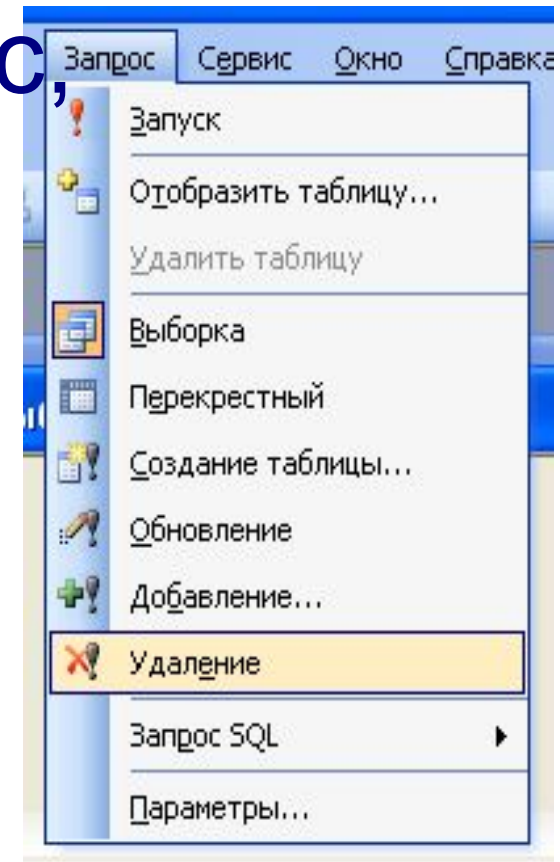 с,
Запрос Сервис Окно Справка
Запуск
Отобразить таблицу...
Удалить таблицу
Выборка
Перекрестный
Создание таблицы...
Обновление
Добавление...
Удаление
Запрос SQL
Параметры...